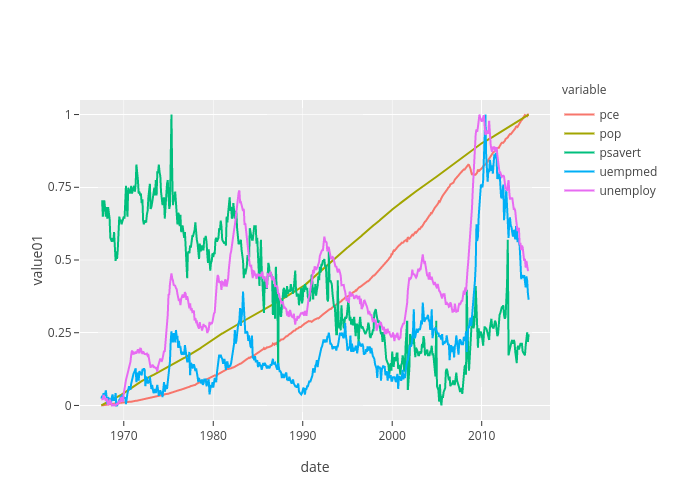 variable
pce
pop
psavert
uempmed
unemploy
value01
1
0.75
0.5
0.25
0
1970 1980 1990 2000 2010
date